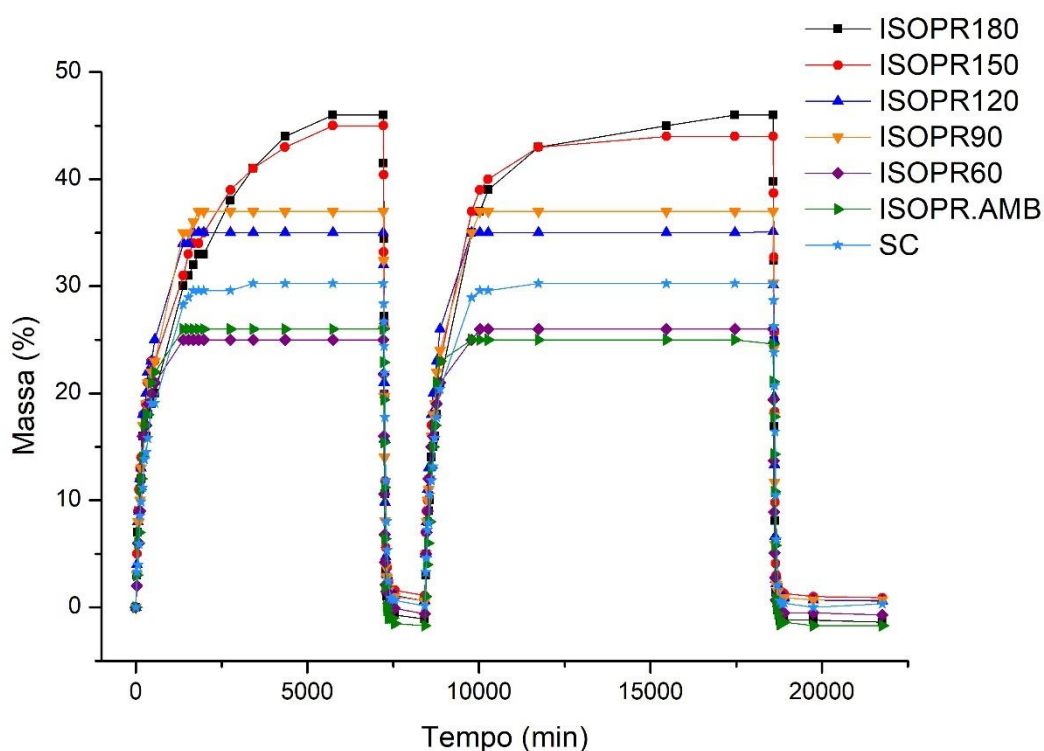 ISOPR180
ISOPR150
ISOPR120
ISOPR90
ISOPR60
ISOPR.AMB
SC
50
40
30
20
10
0
Massa (%)
0
5000
10000
15000
20000
Tempo (min)